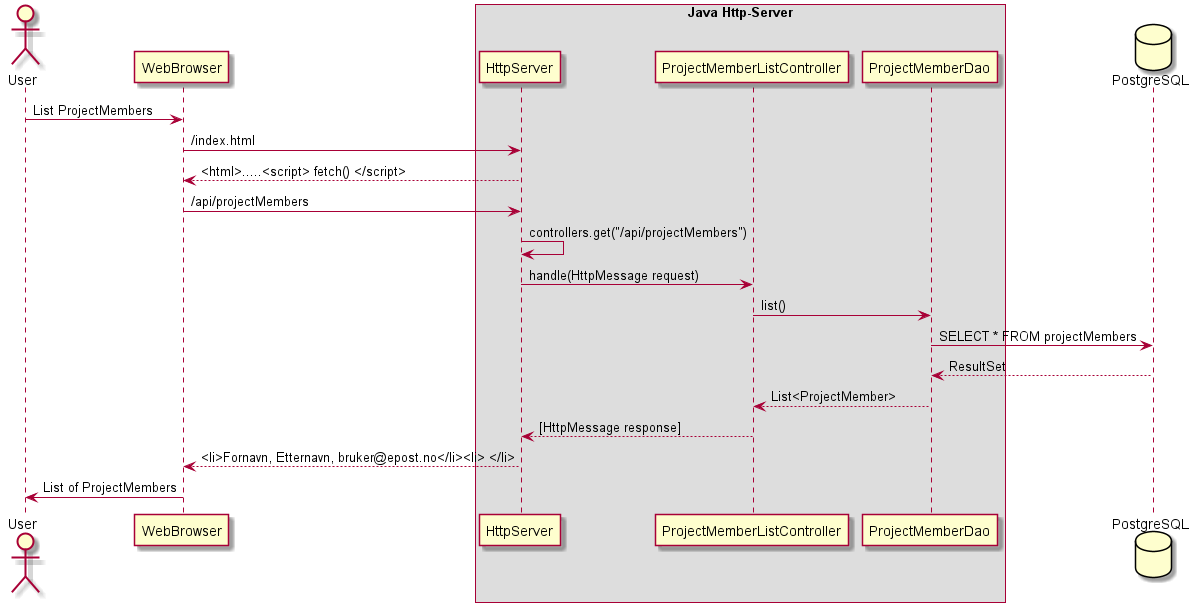 Java Http-Server
User
WebBrowser
HttpServer
ProjectMemberListController
ProjectMemberDao
PostgreSQL
List ProjectMembers
/index.html
<html>.....<script> fetch() </script>
/api/projectMembers
controllers.get("/api/projectMembers")
handle(HttpMessage request)
list()
SELECT * FROM projectMembers
ResultSet
List<ProjectMember>
[HttpMessage response]
<li>Fornavn, Etternavn, bruker@epost.no</li><li> </li>
List of ProjectMembers
User
WebBrowser
HttpServer
ProjectMemberListController
ProjectMemberDao
PostgreSQL